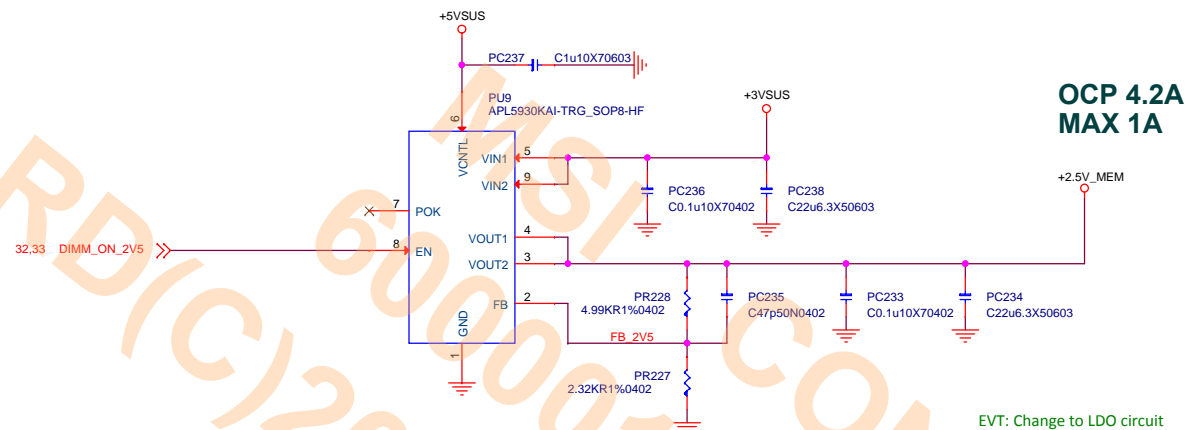 +5VSUS
PC237 C1u10X70603
PU9
APL5930KAI-TRG_SOP8-HF
+3VSUS
OCP 4.2A
MAX 1A
6
VCNTL
VIN1 5
VIN2 9
PC236
C0.1u10X70402
PC238
C22u6.3X50603
+2.5V_MEM
7 POK
32,33 DIMM_ON_2V5
8 EN
VOUT1 4
VOUT2 3
FB 2
GND
1
PR228
4.99KR1%0402
PC235
C47p50N0402
PC233
C0.1u10X70402
PC234
C22u6.3X50603
FB_2V5
PR227
2.32KR1%0402
EVT: Change to LDO circuit
MSI